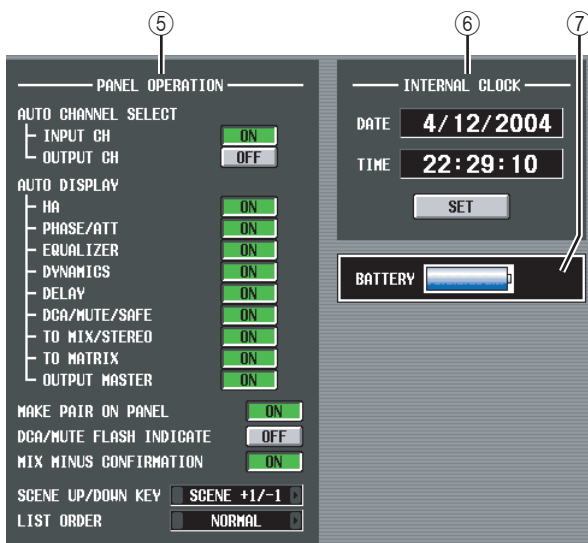 ⑤ ⑥ ⑦
PANEL OPERATION
AUTO CHANNEL SELECT
INPUT CH ON
OUTPUT CH OFF
AUTO DISPLAY
HA ON
PHASE/ATT ON
EQUALIZER ON
DYNAMICS ON
DELAY ON
DCA/MUTE/SAFE ON
TO MIX/STEREO ON
TO MATRIX ON
OUTPUT MASTER ON
MAKE PAIR ON PANEL ON
DCA/MUTE FLASH INDICATE OFF
MIX MINUS CONFIRMATION ON
SCENE UP/DOWN KEY SCENE +1/-1
LIST ORDER NORMAL
INTERNAL CLOCK
DATE 4/12/2004
TIME 22:29:10
SET
BATTERY